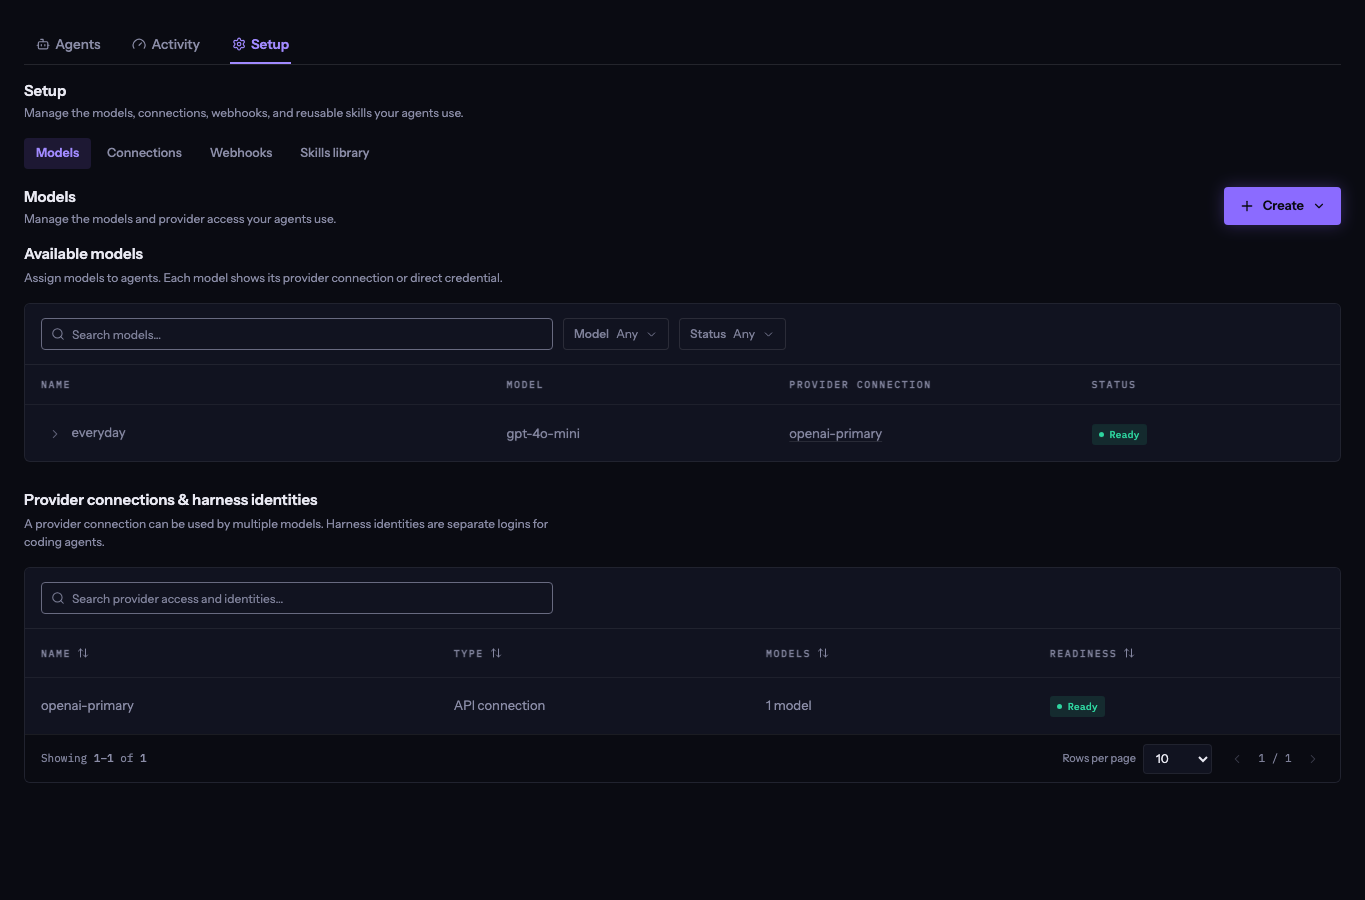 Agents Activity Setup
Setup
Manage the models, connections, webhooks, and reusable skills your agents use.
Models Connections Webhooks Skills library
Models
Manage the models and provider access your agents use.
Create
Available models
Assign models to agents. Each model shows its provider connection or direct credential.
Search models... Model Any Status Any
NAME MODEL PROVIDER CONNECTION STATUS
everyday gpt-4o-mini openai-primary Ready
Provider connections & harness identities
A provider connection can be used by multiple models. Harness identities are separate logins for
coding agents.
Search provider access and identities...
NAME TYPE MODELS READINESS
openai-primary API connection 1 model Ready
Showing 1–1 of 1 Rows per page 10 1 / 1